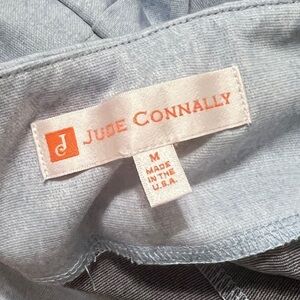 J
JUDE CONNALLY
M
MADE
IN THE
U.S.A.